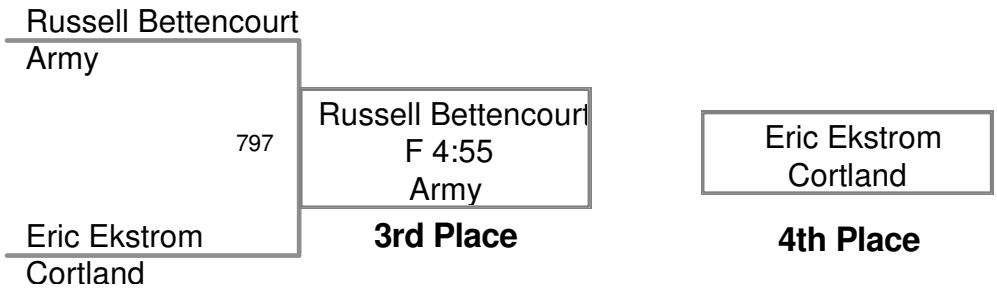 Russell Bettencourt
Army
797
Russell Bettencourt
F 4:55
Army
3rd Place
Eric Ekstrom
Cortland
Eric Ekstrom
Cortland
4th Place